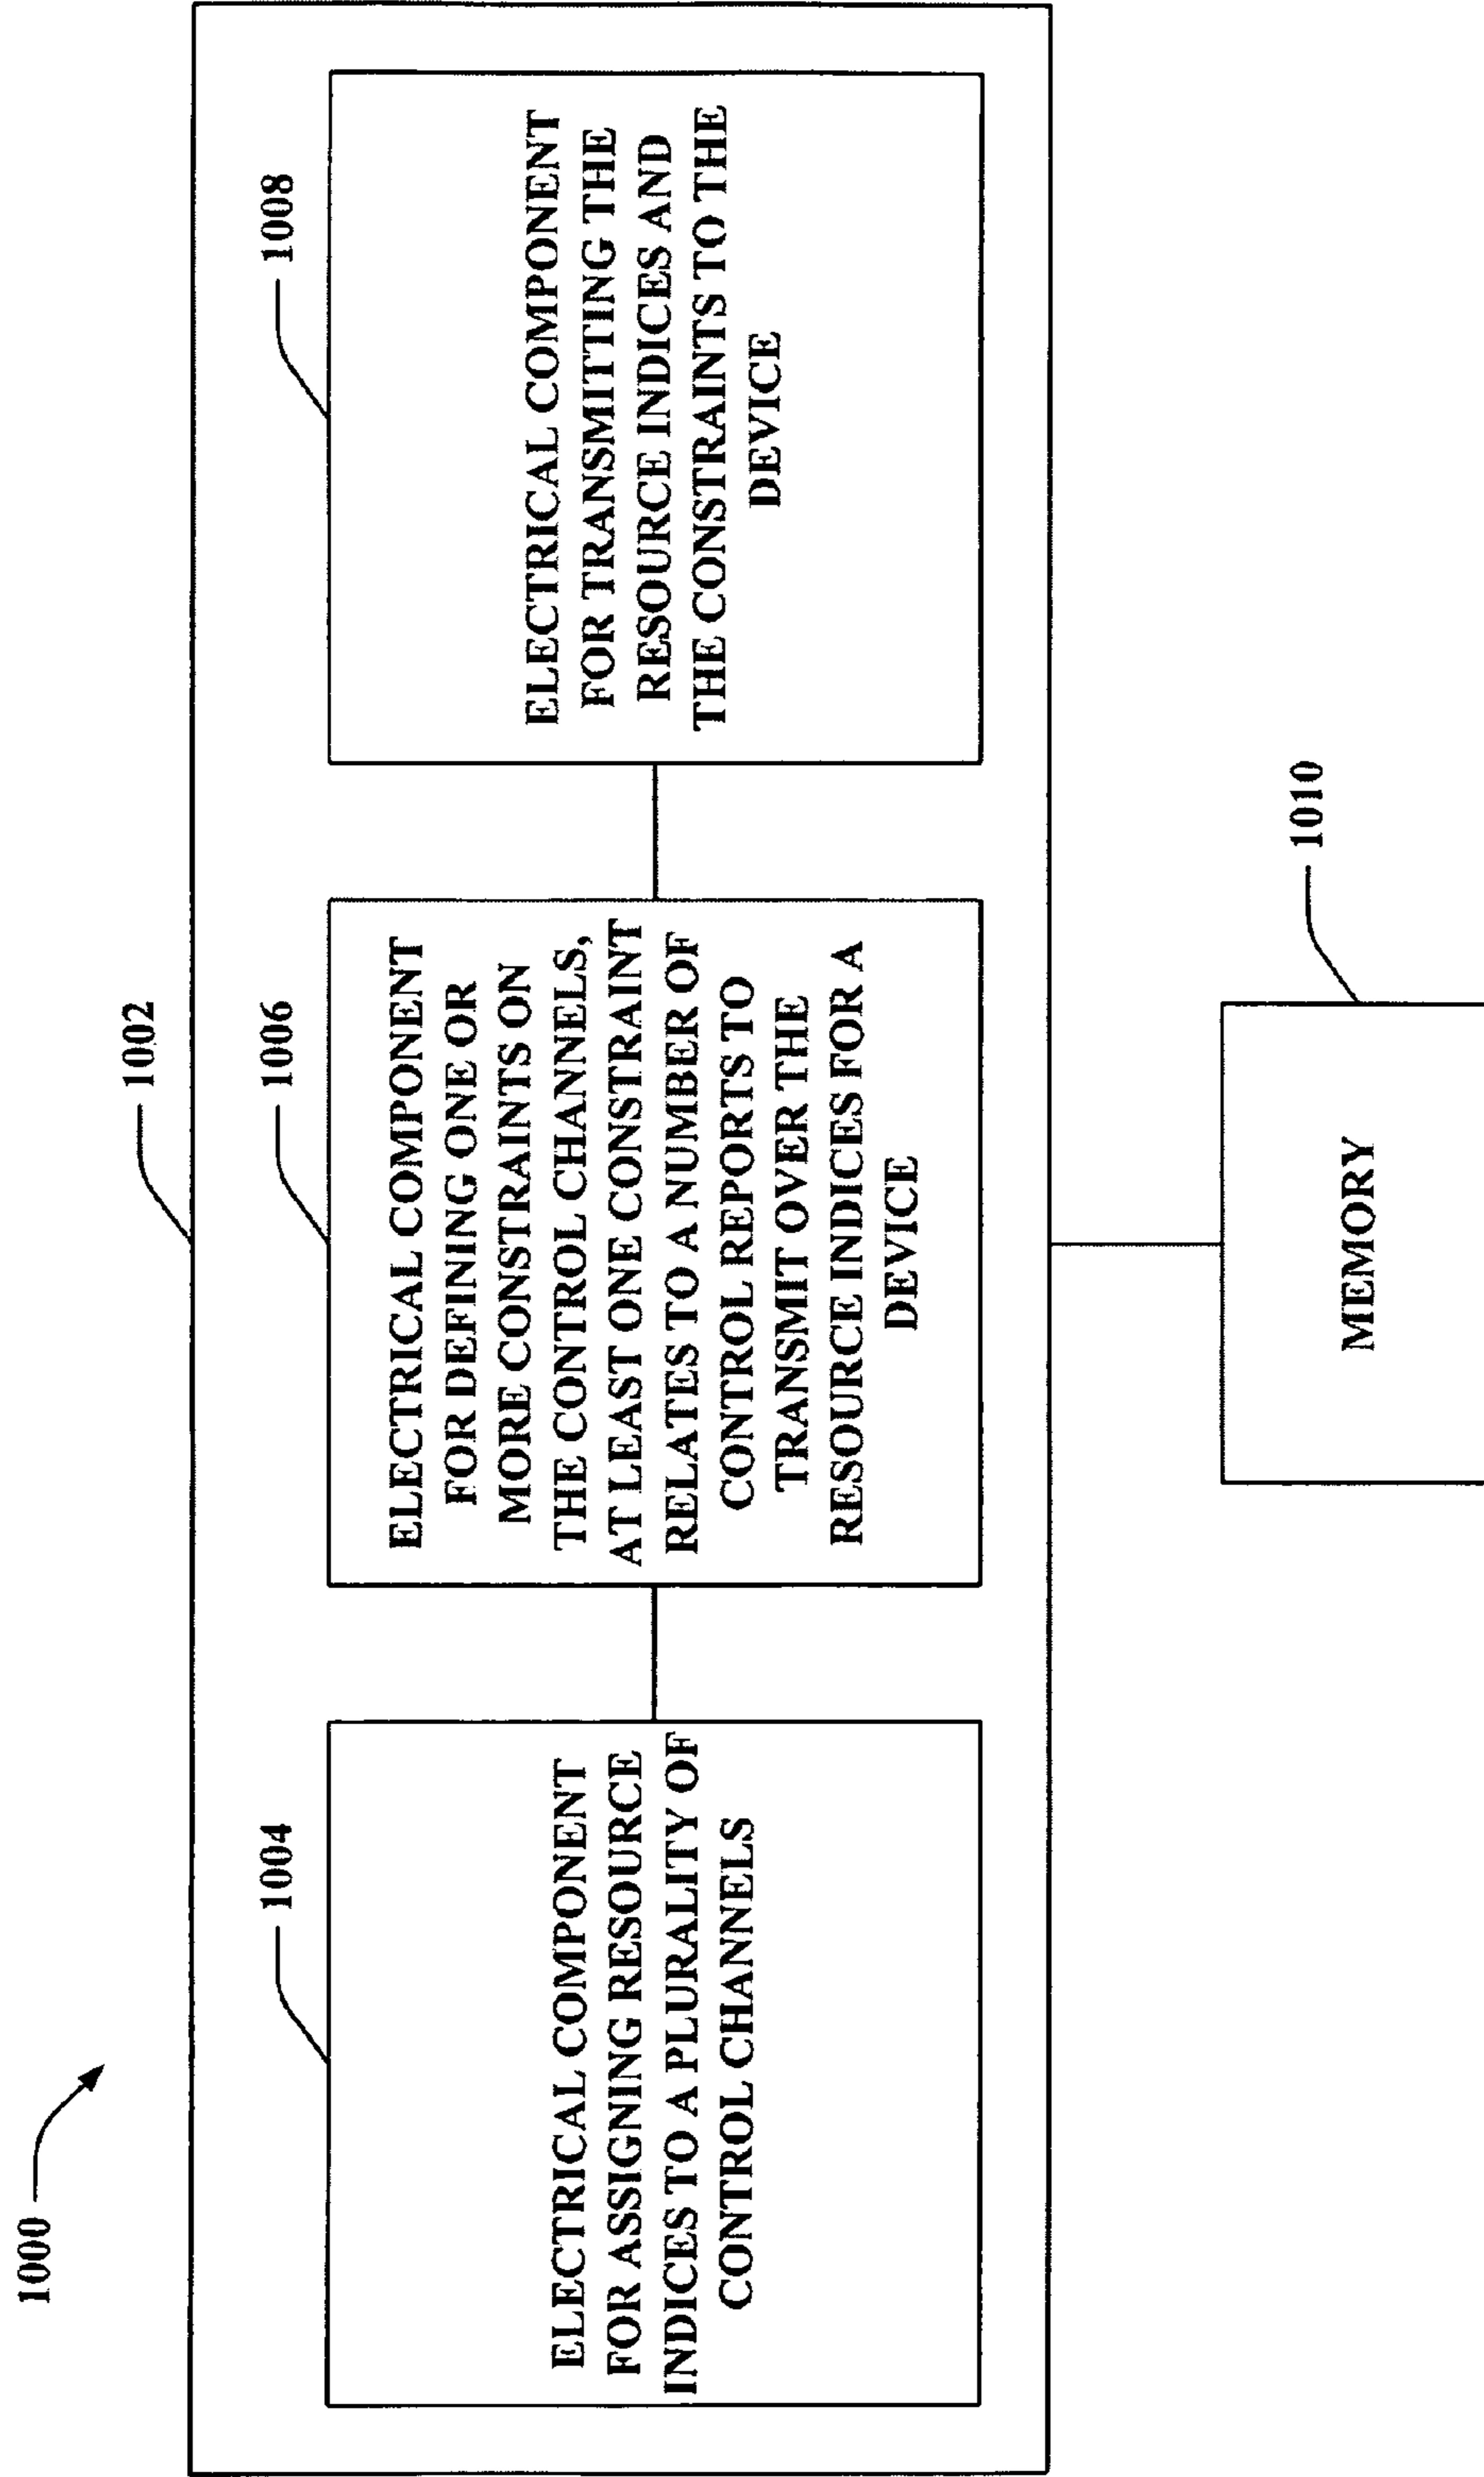 1000
1002
1004
ELECTRICAL COMPONENT
FOR ASSIGNING RESOURCE
INDICES TO A PLURALITY OF
CONTROL CHANNELS
1006
ELECTRICAL COMPONENT
FOR DEFINING ONE OR
MORE CONSTRAINTS ON
THE CONTROL CHANNELS,
AT LEAST ONE CONSTRAINT
RELATES TO A NUMBER OF
CONTROL REPORTS TO
TRANSMIT OVER THE
RESOURCE INDICES FOR A
DEVICE
1008
ELECTRICAL COMPONENT
FOR TRANSMITTING THE
RESOURCE INDICES AND
THE CONSTRAINTS TO THE
DEVICE
1010
MEMORY